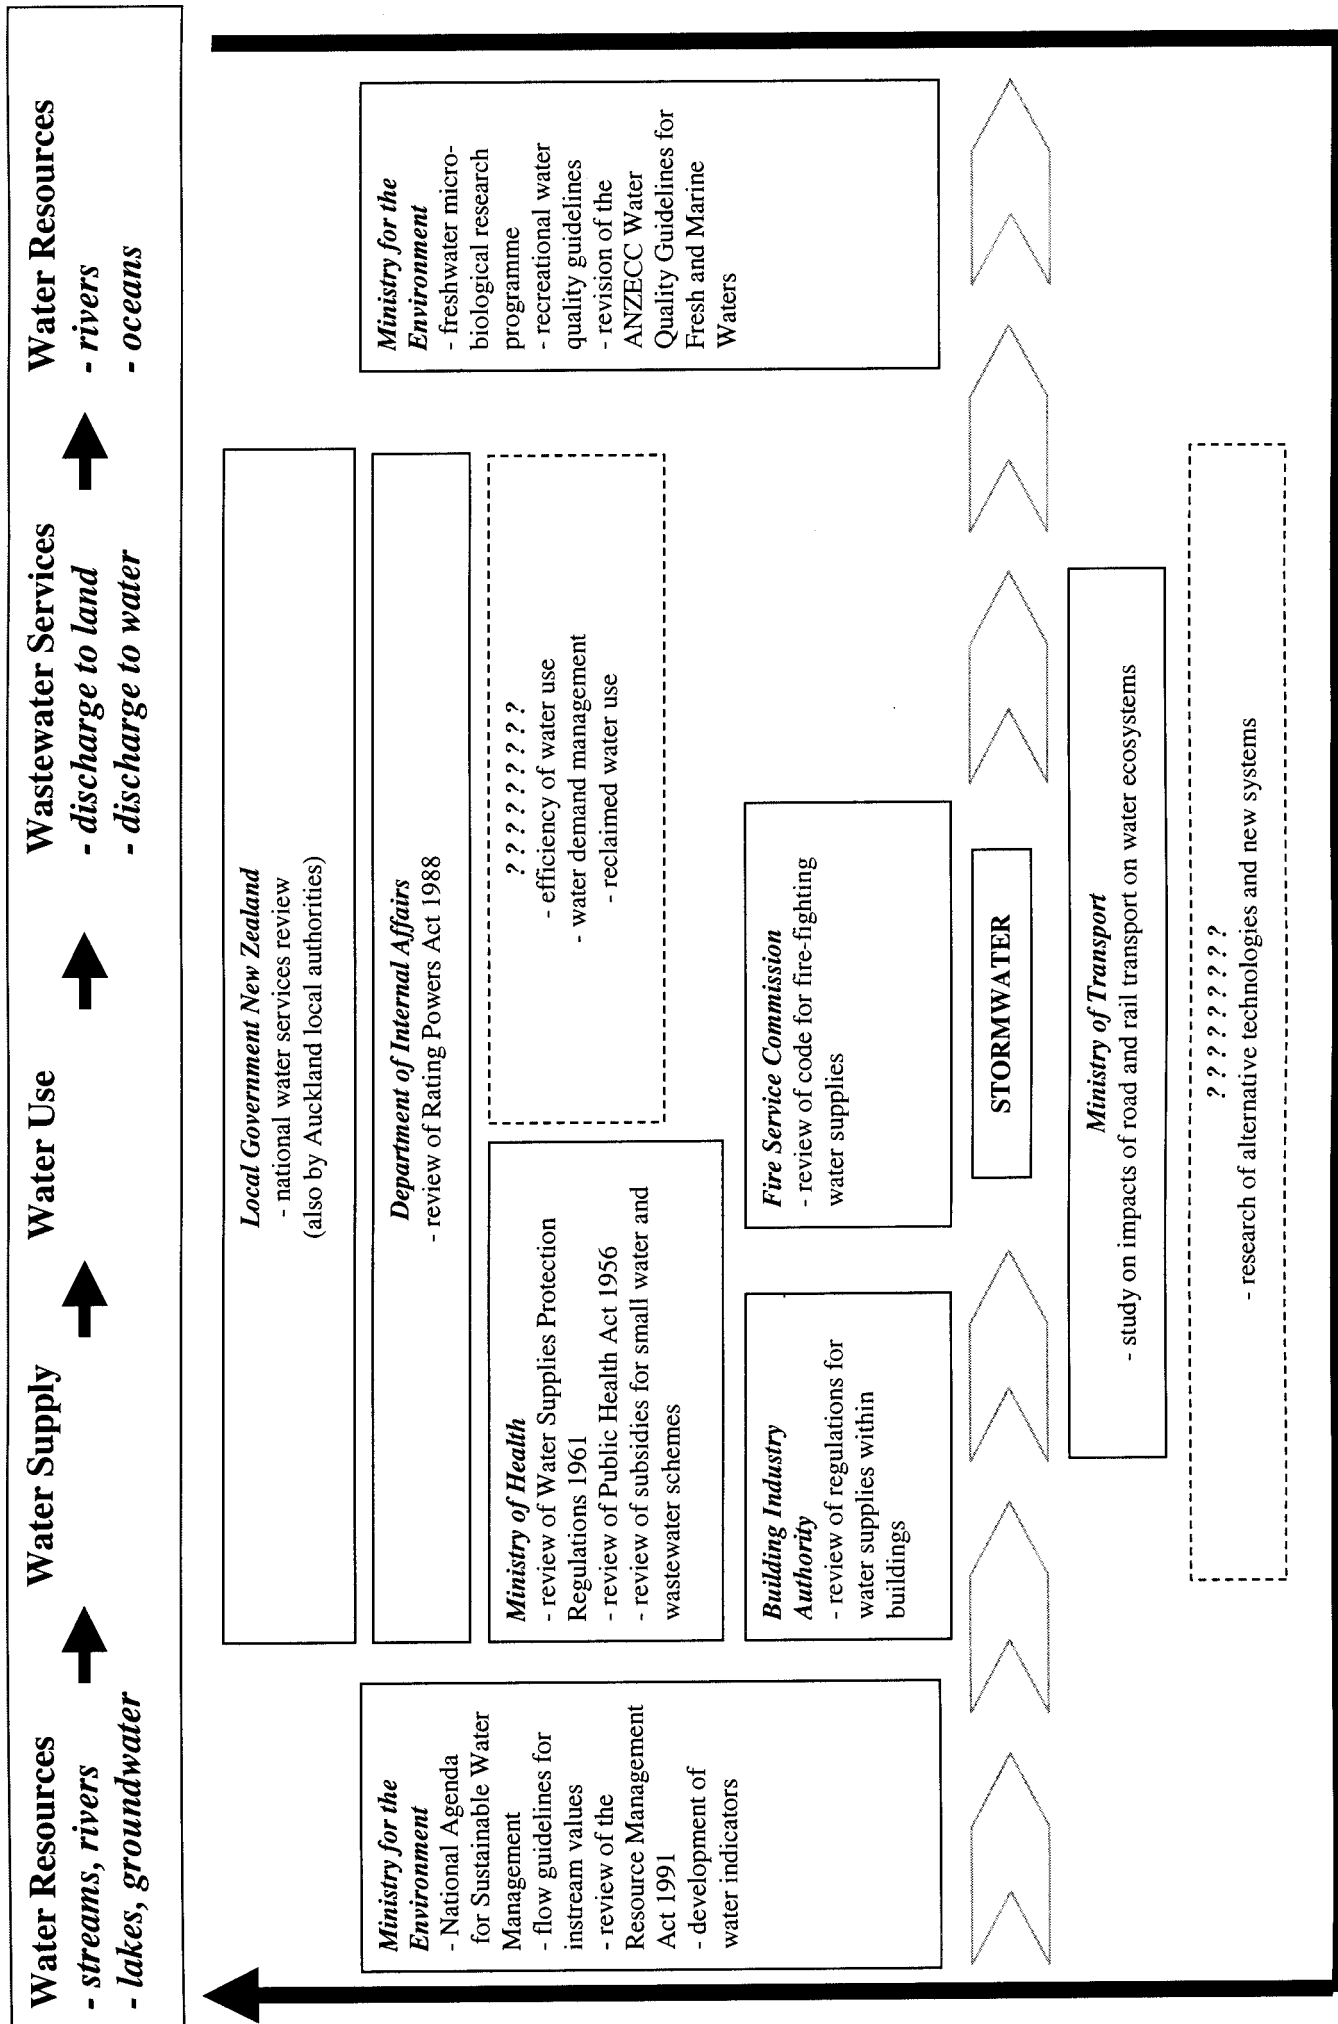 Water Resources
- streams, rivers
- lakes, groundwater
Water Supply
Water Use
Wastewater Services
- discharge to land
- discharge to water
Water Resources
- rivers
- oceans
Local Government New Zealand
- national water services review
(also by Auckland local authorities)
Department of Internal Affairs
- review of Rating Powers Act 1988
Ministry for the
Environment
- National Agenda
for Sustainable Water
Management
- flow guidelines for
instream values
- review of the
Resource Management
Act 1991
- development of
water indicators
Ministry of Health
- review of Water Supplies Protection
Regulations 1961
- review of Public Health Act 1956
- review of subsidies for small water and
wastewater schemes
? ? ? ? ? ? ? ? ?
- efficiency of water use
- water demand management
- reclaimed water use
Ministry for the
Environment
- freshwater micro-
biological research
programme
- recreational water
quality guidelines
- revision of the
ANZECC Water
Quality Guidelines for
Fresh and Marine
Waters
Building Industry
Authority
- review of regulations for
water supplies within
buildings
Fire Service Commission
- review of code for fire-fighting
water supplies
STORMWATER
Ministry of Transport
- study on impacts of road and rail transport on water ecosystems
? ? ? ? ? ? ? ? ?
- research of alternative technologies and new systems